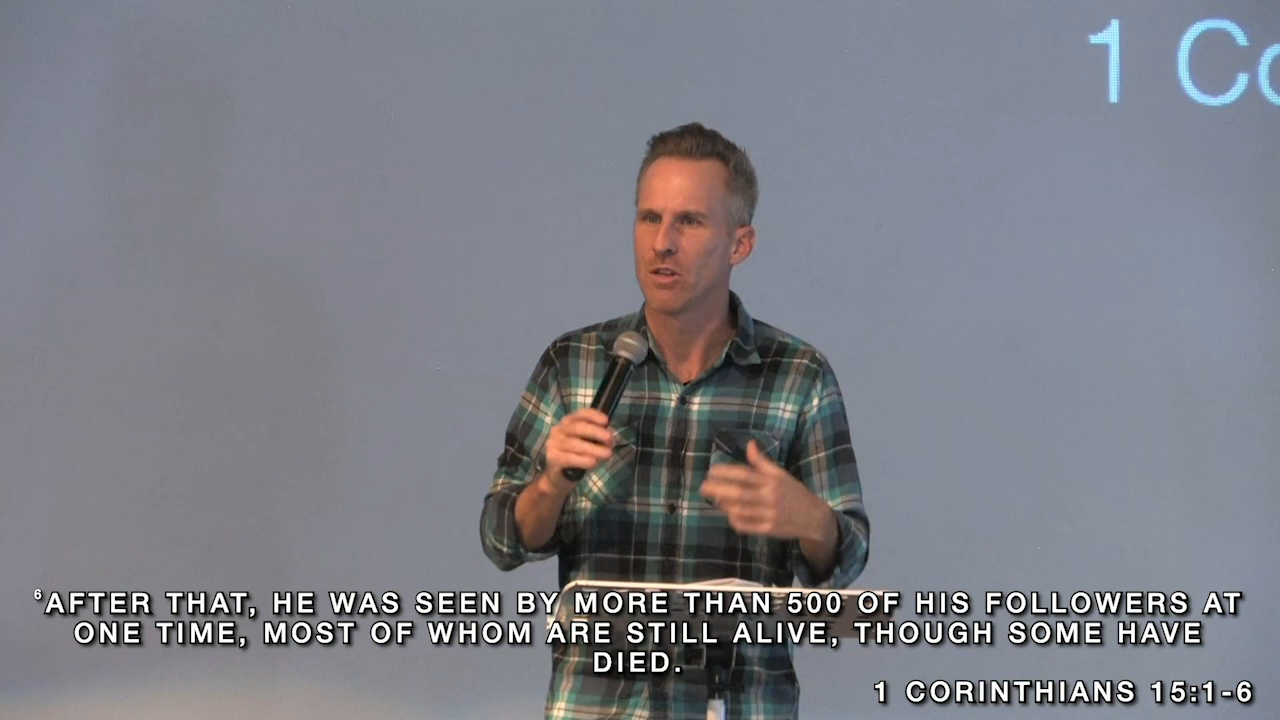 1 Co
⁶AFTER THAT, HE WAS SEEN BY MORE THAN 500 OF HIS FOLLOWERS AT
ONE TIME, MOST OF WHOM ARE STILL ALIVE, THOUGH SOME HAVE
DIED.
1 CORINTHIANS 15:1-6